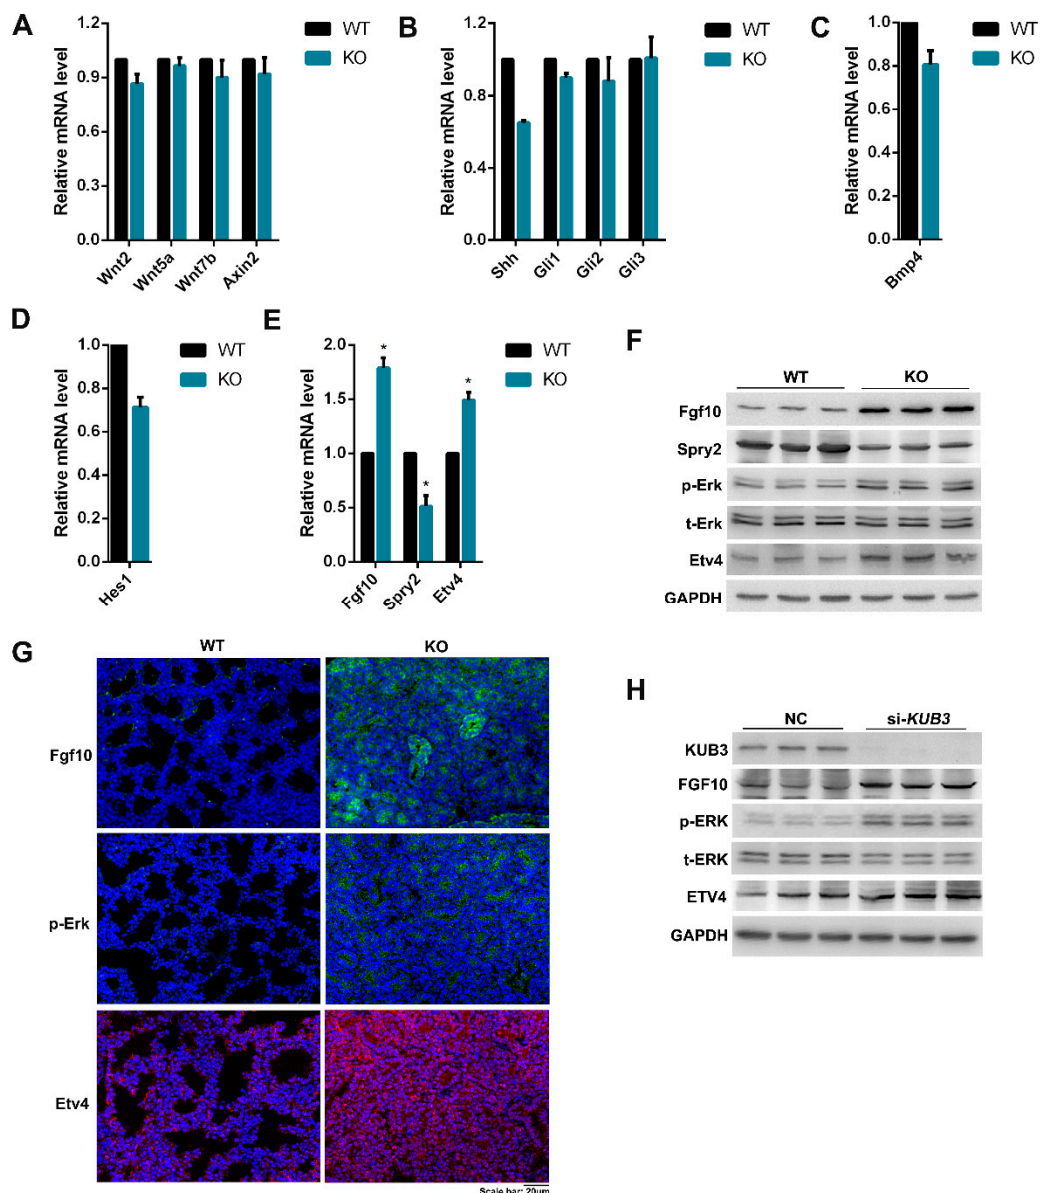 A
Relative mRNA level
1.2
0.9
0.6
0.3
0.0
Wnt2
Wnt5a
Wnt7b
Axin2
WT
KO
B
Relative mRNA level
1.2
0.8
0.4
0.0
Shh
Gli1
Gli2
Gli3
WT
KO
C
Relative mRNA level
1.0
0.8
0.6
0.4
0.2
0.0
Bmp4
WT
KO
D
Relative mRNA level
1.0
0.8
0.6
0.4
0.2
0.0
Hes1
WT
KO
E
Relative mRNA level
2.0
1.5
1.0
0.5
0.0
*
*
*
Fgf10
Spry2
Etv4
WT
KO
F
WT KO
Fgf10
Spry2
p-Erk
t-Erk
Etv4
GAPDH
G
WT KO
Fgf10
p-Erk
Etv4
Scale bar: 20μm
H
NC si-KUB3
KUB3
FGF10
p-ERK
t-ERK
ETV4
GAPDH